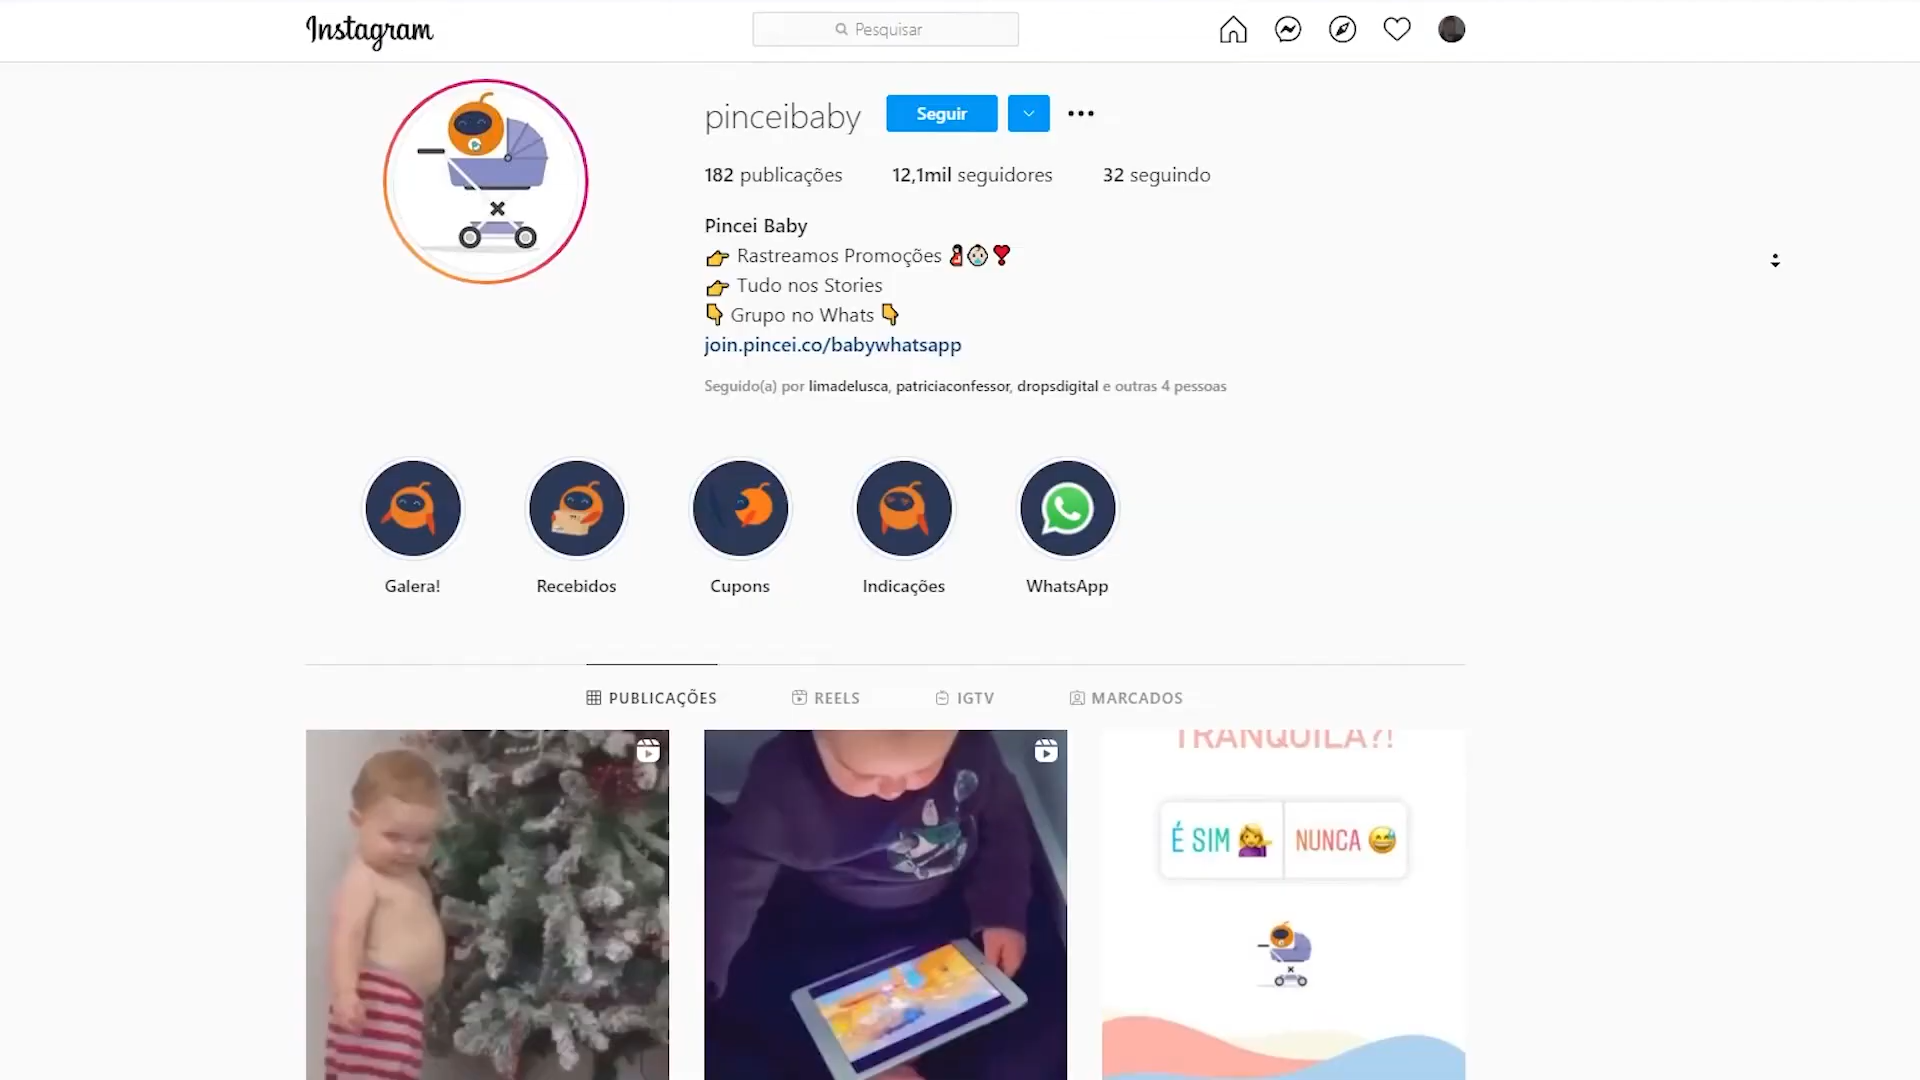 Instagram
Pesquisar
pinceibaby
Seguir
182 publicações 12,1mil seguidores 32 seguindo
Pincei Baby
👉 Rastreamos Promoções 🤰🏻👶🏻❣️
👉 Tudo nos Stories
👇 Grupo no Whats 👇
join.pincei.co/babywhatsapp
Seguido(a) por limadelusca, patriciaconfessor, dropsdigital e outras 4 pessoas
Galera! Recebidos Cupons Indicações WhatsApp
PUBLICAÇÕES REELS IGTV MARCADOS
TRANQUILA?!
É SIM 💁‍♀️ NUNCA 😅